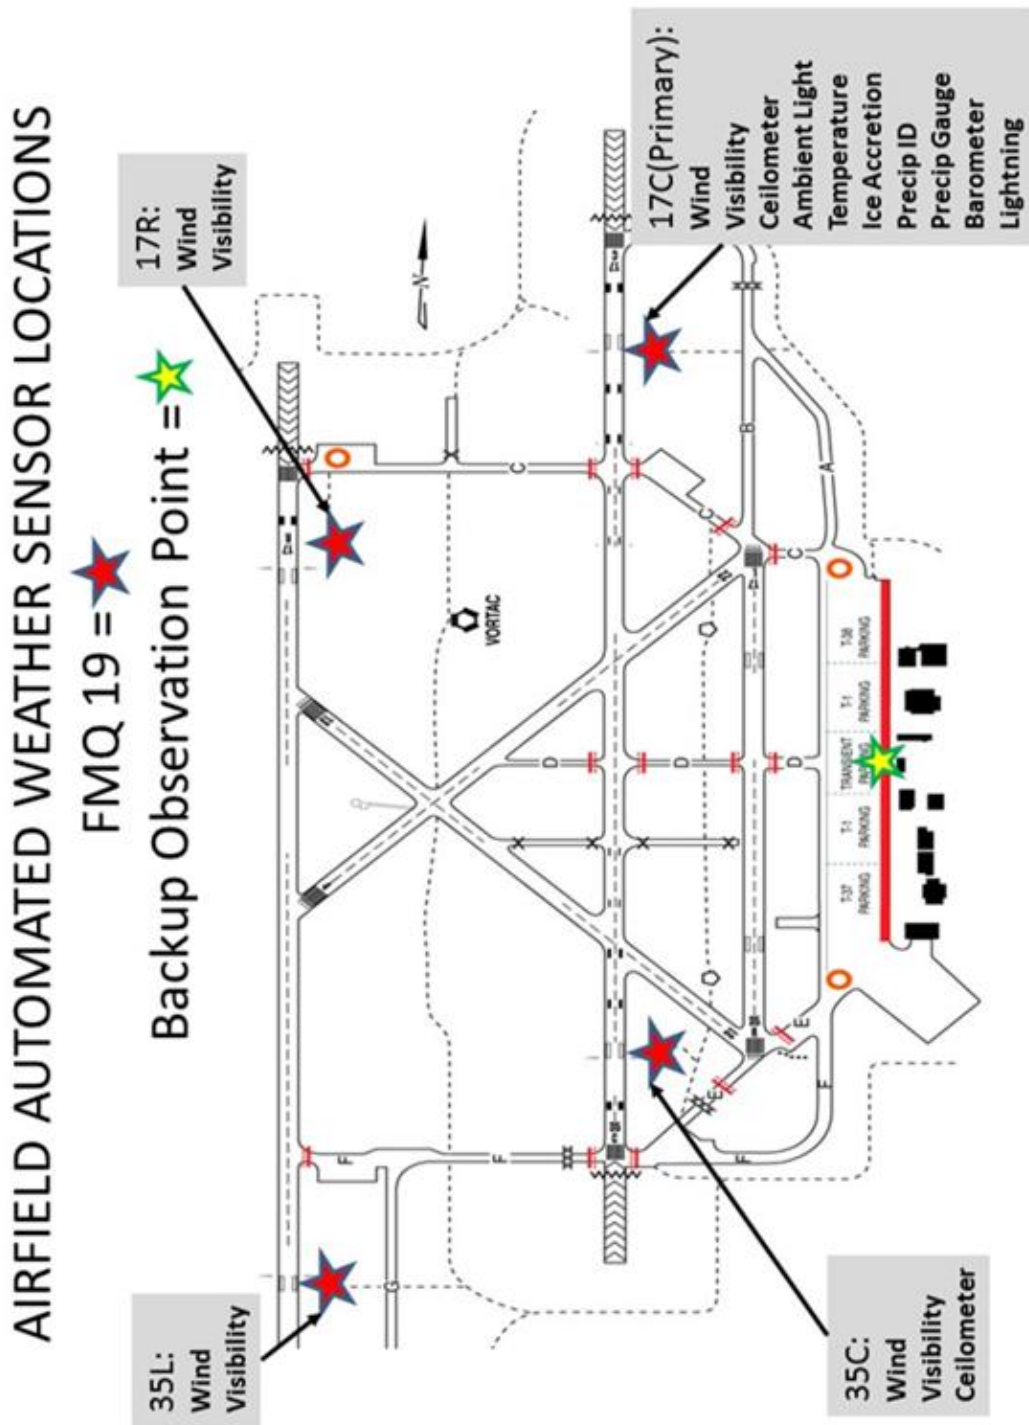 AIRFIELD AUTOMATED WEATHER SENSOR LOCATIONS
FMQ 19 =
Backup Observation Point =
17R:
Wind
Visibility
35L:
Wind
Visibility
N
VORTAC
C
C
C
B
A
D
D
D
E
E
F
F
F
F
G
X
X
X
X
X
T-37
PARKING
T-1
PARKING
TRANSIENT
T-1
PARKING
T-38
PARKING
35C:
Wind
Visibility
Ceilometer
17C(Primary):
Wind
Visibility
Ceilometer
Ambient Light
Temperature
Ice Accretion
Precip ID
Precip Gauge
Barometer
Lightning